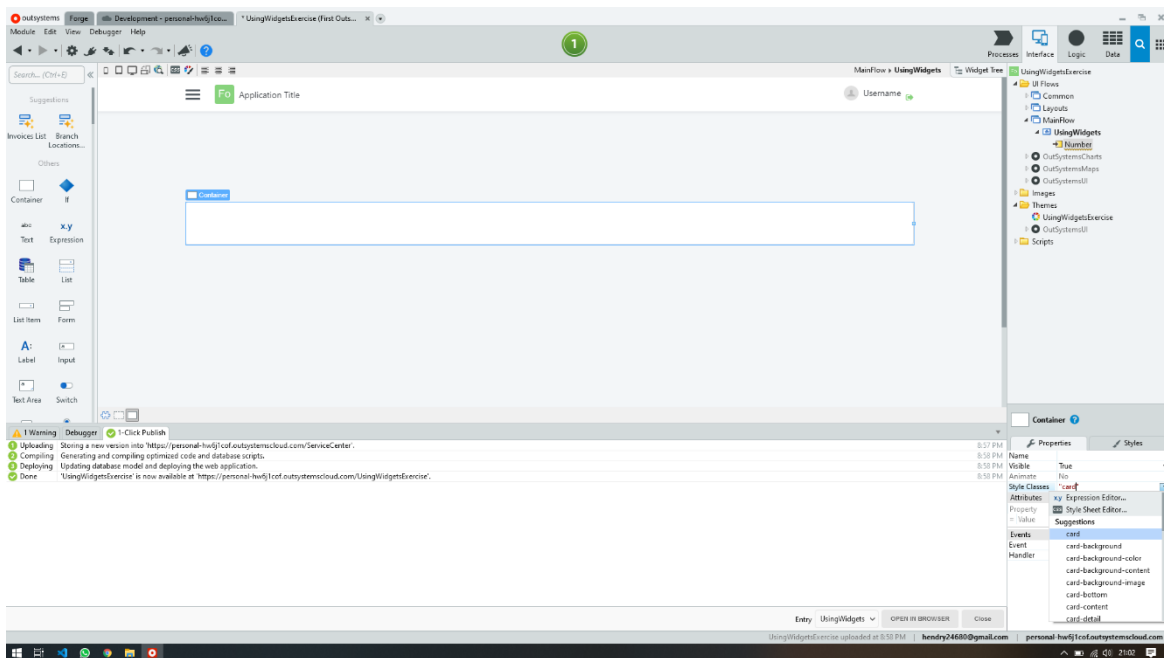 outsystems Forge Development - personal-hw6j1co... * UsingWidgetsExercise (First Outs...
Module Edit View Debugger Help
1
Processes Interface Logic Data
Search... (Ctrl+E)
MainFlow ▸ UsingWidgets Widget Tree
Suggestions
Invoices List
Branch Locations...
Others
Container If
abc x.y
Text Expression
Table List
List Item Form
A:
Label Input
Text Area Switch
Fo Application Title Username
Container
UsingWidgetsExercise
UI Flows
Common
Layouts
MainFlow
UsingWidgets
Number
OutSystemsCharts
OutSystemsMaps
OutSystemsUI
Images
Themes
UsingWidgetsExercise
OutSystemsUI
Scripts
1 Warning Debugger 1-Click Publish
1 Uploading Storing a new version into 'https://personal-hw6j1cof.outsystemscloud.com/ServiceCenter'. 8:57 PM
2 Compiling Generating and compiling optimized code and database scripts. 8:58 PM
3 Deploying Updating database model and deploying the web application. 8:58 PM
Done 'UsingWidgetsExercise' is now available at 'https://personal-hw6j1cof.outsystemscloud.com/UsingWidgetsExercise'. 8:58 PM
Container ?
Properties Styles
Name
Visible True
Animate No
Style Classes "card"
Attributes
Property
= Value
Events
Event
Handler
x.y Expression Editor...
CSS Style Sheet Editor...
Suggestions
card
card-background
card-background-color
card-background-content
card-background-image
card-bottom
card-content
card-detail
Entry UsingWidgets OPEN IN BROWSER Close
UsingWidgetsExercise uploaded at 8:58 PM | hendry24680@gmail.com | personal-hw6j1cof.outsystemscloud.com
21:02